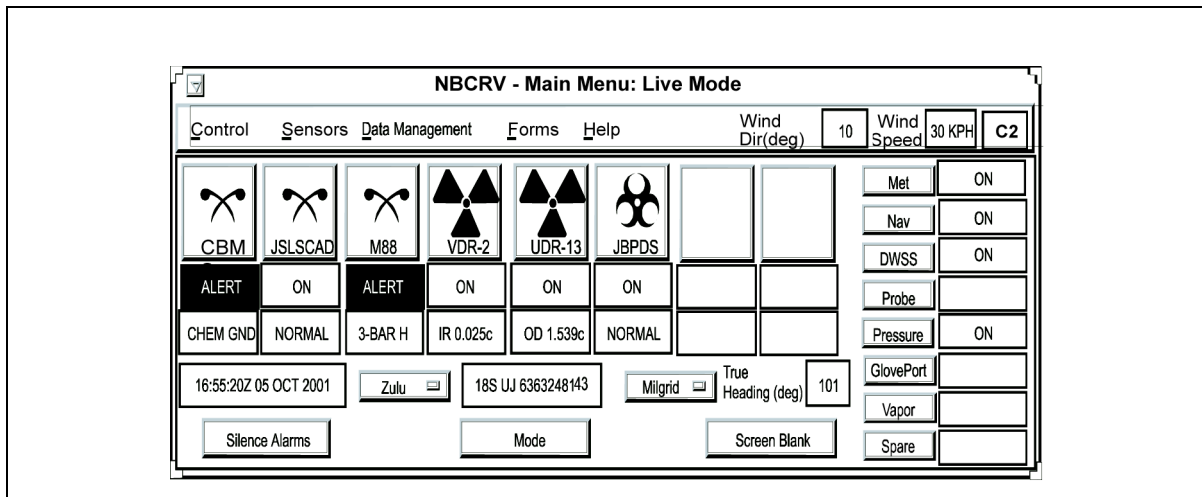 NBCRV - Main Menu: Live Mode
Control Sensors Data Management Forms Help Wind Dir(deg) 10 Wind Speed 30 KPH C2
CBM JSLSCAD M88 VDR-2 UDR-13 JBPDS
ALERT ON ALERT ON ON ON
CHEM GND NORMAL 3-BAR H IR 0.025c OD 1.539c NORMAL
16:55:20Z 05 OCT 2001 Zulu 18S UJ 6363248143 Milgrid True Heading (deg) 101
Silence Alarms Mode Screen Blank
Met ON
Nav ON
DWSS ON
Probe
Pressure ON
GlovePort
Vapor
Spare